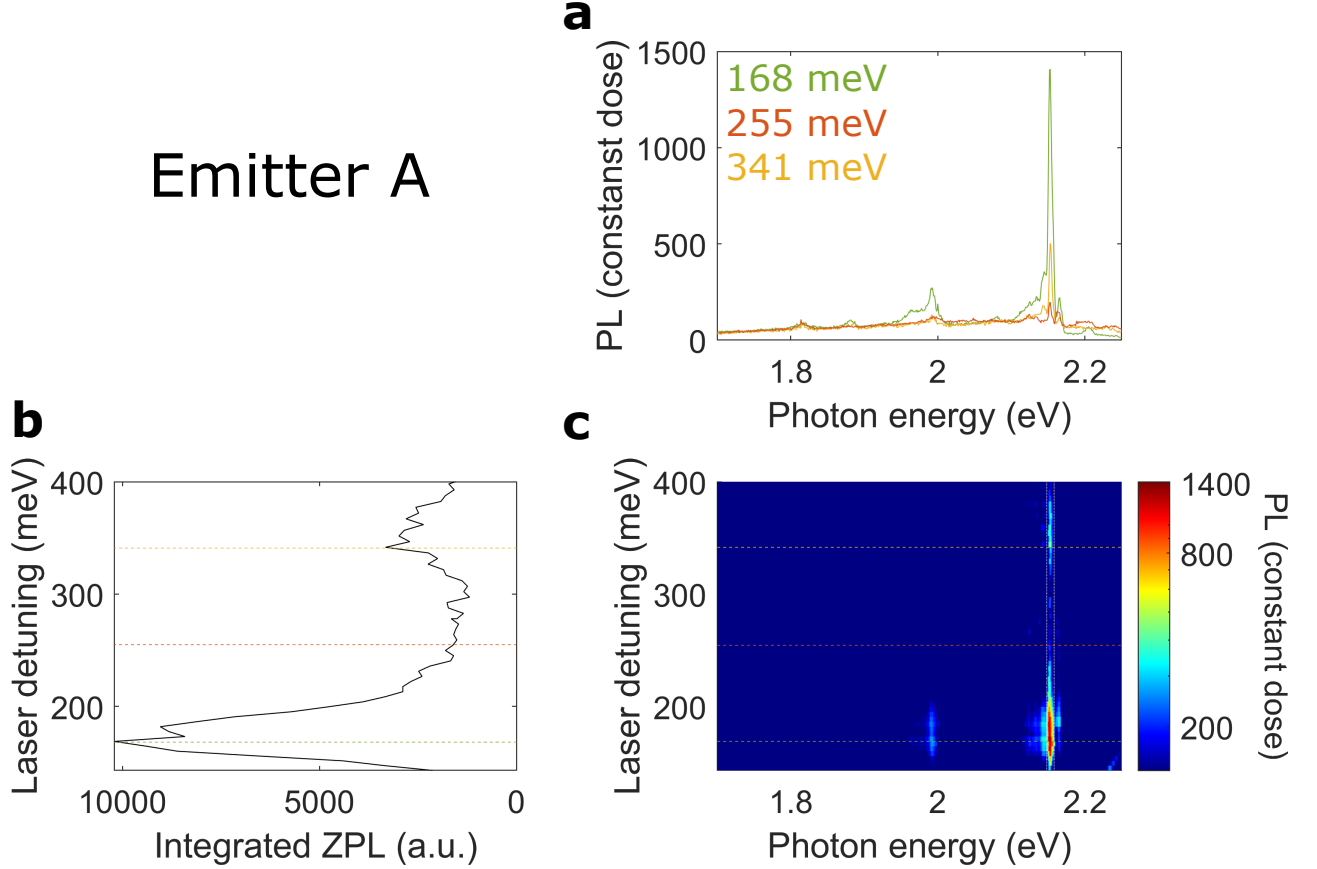 Emitter A
a
PL (constanst dose)
1500
1000
500
0
168 meV
255 meV
341 meV
1.8
2
2.2
Photon energy (eV)
b
Laser detuning (meV)
400
300
200
10000
5000
0
Integrated ZPL (a.u.)
c
Laser detuning (meV)
400
300
200
1.8
2
2.2
Photon energy (eV)
1400
800
200
PL (constant dose)